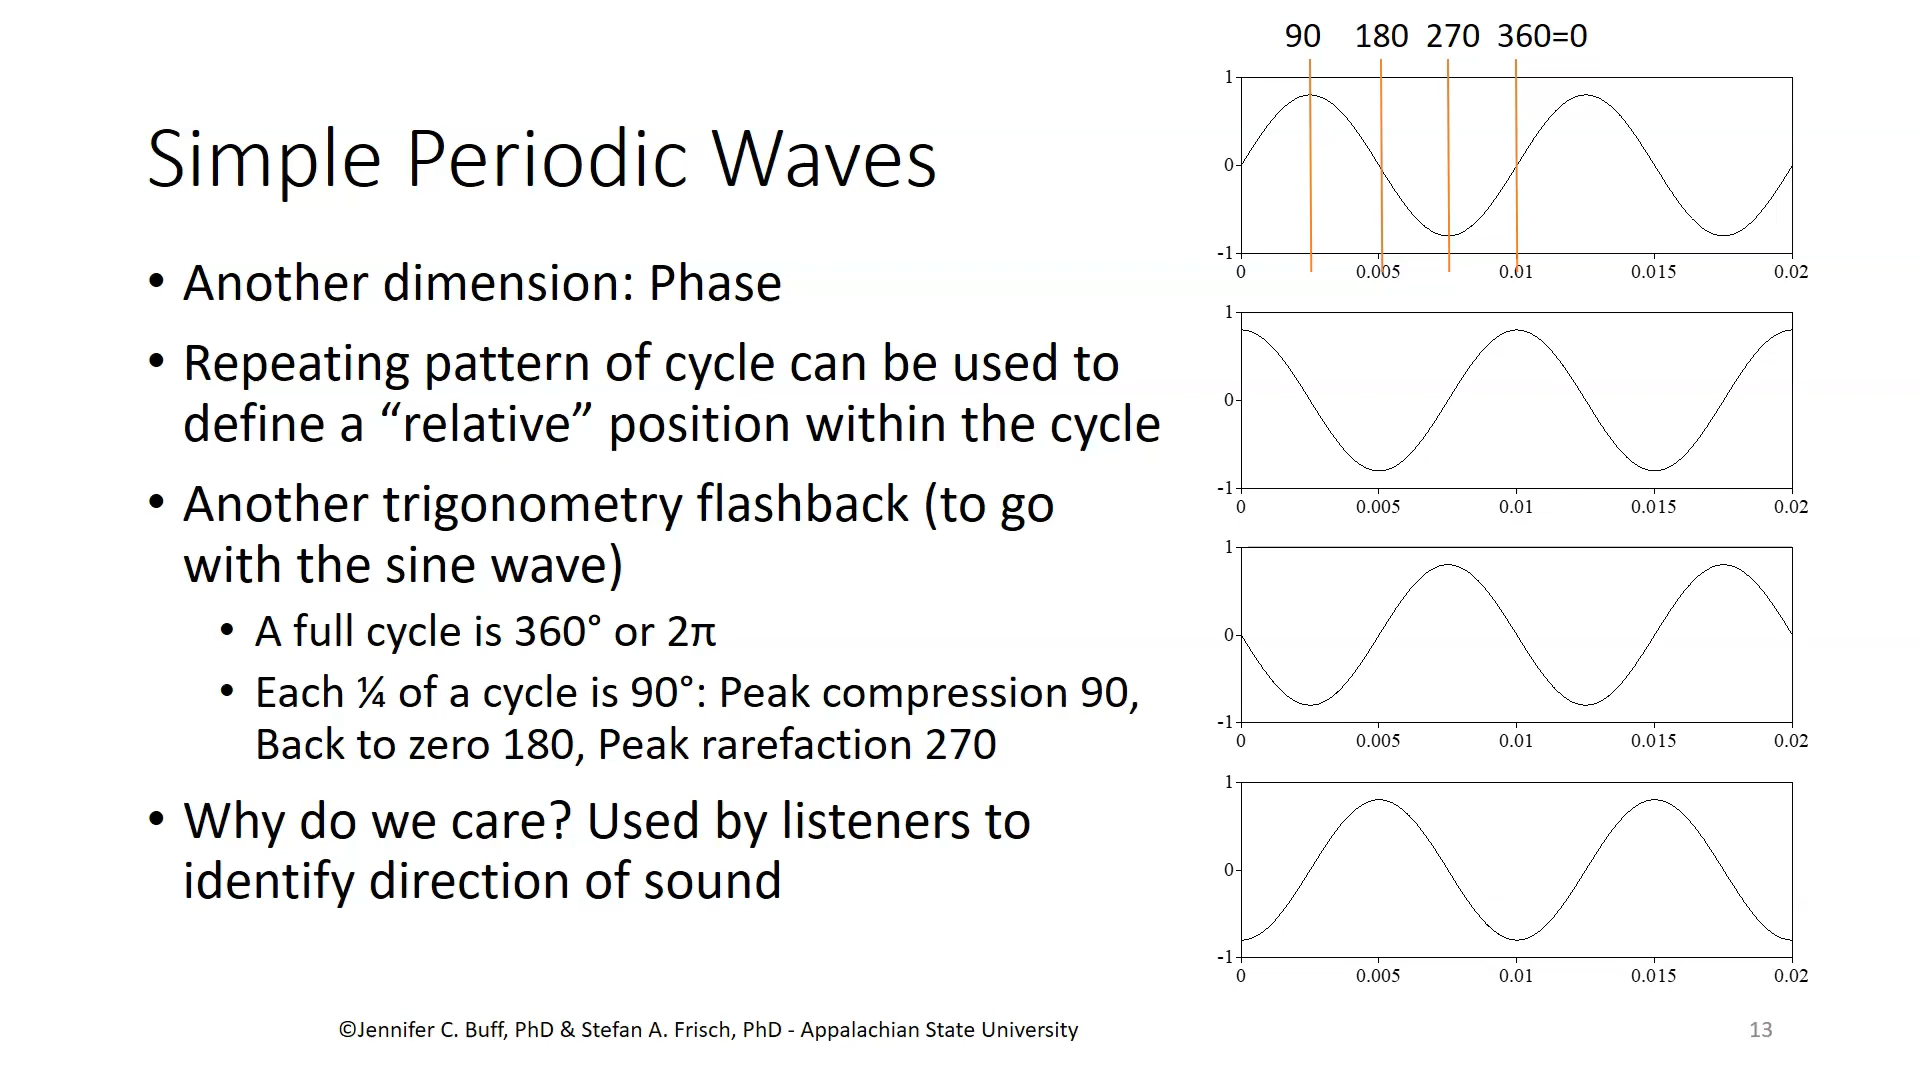 90 180 270 360=0
Simple Periodic Waves
• Another dimension: Phase
• Repeating pattern of cycle can be used to
define a “relative” position within the cycle
• Another trigonometry flashback (to go
with the sine wave)
• A full cycle is 360° or 2π
• Each ¼ of a cycle is 90°: Peak compression 90,
Back to zero 180, Peak rarefaction 270
• Why do we care? Used by listeners to
identify direction of sound
1
0
-1
0 0.005 0.01 0.015 0.02
1
0
-1
0 0.005 0.01 0.015 0.02
1
0
-1
0 0.005 0.01 0.015 0.02
1
0
-1
0 0.005 0.01 0.015 0.02
©Jennifer C. Buff, PhD & Stefan A. Frisch, PhD - Appalachian State University
13